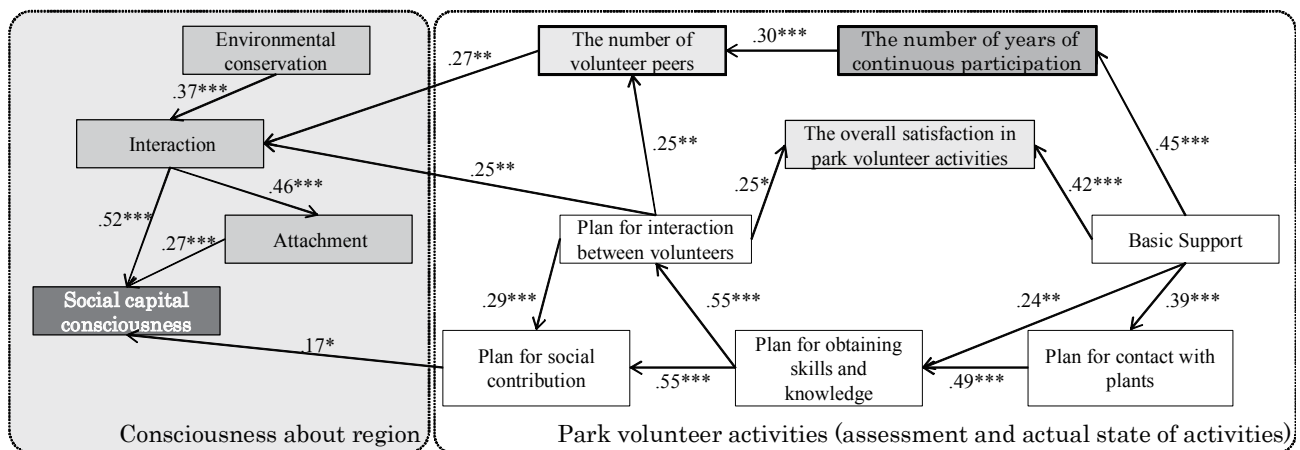 Environmental
conservation
.37***
Interaction
.46***
.52***
Attachment
.27***
Social capital
consciousness
Consciousness about region
The number of
volunteer peers
.30***
The number of years of
continuous participation
.27**
.25**
The overall satisfaction in
park volunteer activities
.45***
.25**
.25*
.42***
Plan for interaction
between volunteers
Basic Support
.29***
.55***
.24**
.39***
.17*
Plan for social
contribution
.55***
Plan for obtaining
skills and
knowledge
.49***
Plan for contact with
plants
Park volunteer activities (assessment and actual state of activities)